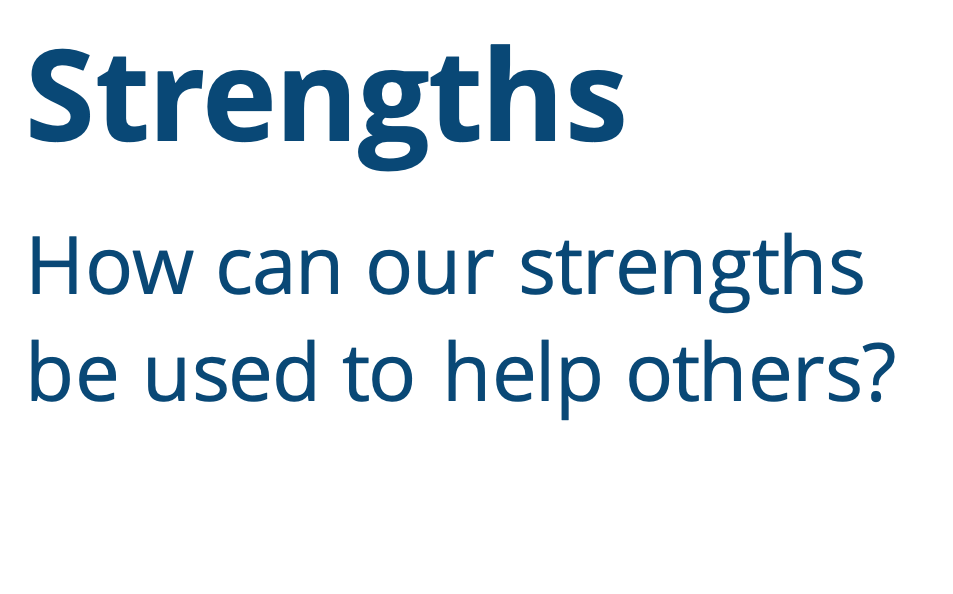 Strengths
How can our strengths
be used to help others?